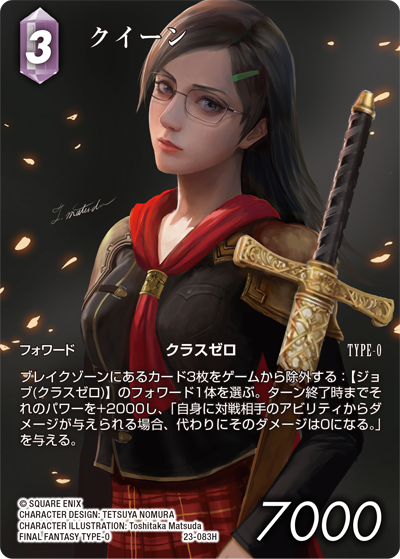 3
クイーン
T. matsuda
フォワード
クラスゼロ
TYPE-0
ブレイクゾーンにあるカード3枚をゲームから除外する：【ジョ
ブ(クラスゼロ)】のフォワード1体を選ぶ。ターン終了時までそ
れのパワーを+2000し、「自身に対戦相手のアビリティからダ
メージが与えられる場合、代わりにそのダメージは0になる。」
を与える。
© SQUARE ENIX
CHARACTER DESIGN: TETSUYA NOMURA
CHARACTER ILLUSTRATION: Toshitaka Matsuda
FINAL FANTASY TYPE-0
23-083H
7000